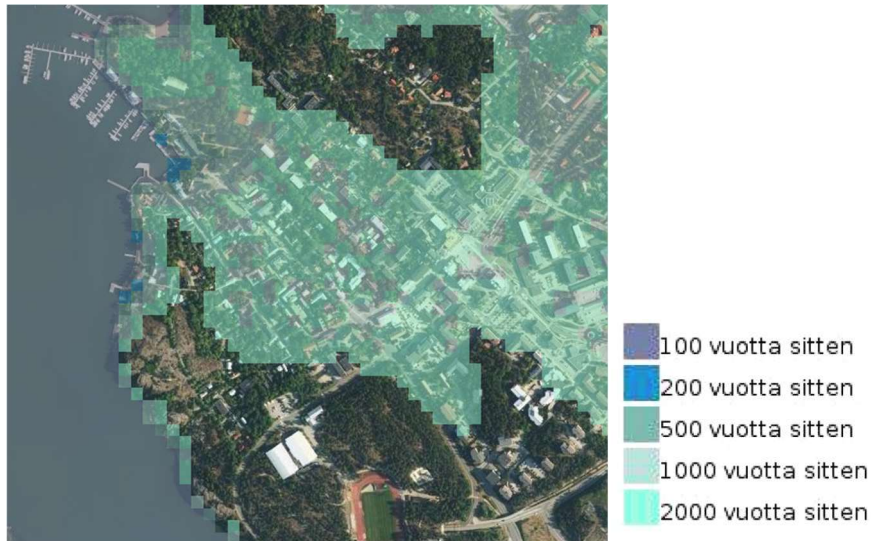 100 vuotta sitten
200 vuotta sitten
500 vuotta sitten
1000 vuotta sitten
2000 vuotta sitten